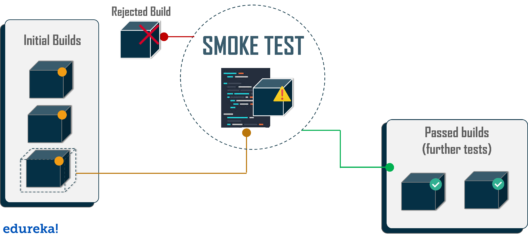 Rejected Build
Initial Builds
SMOKE TEST
Passed builds
(further tests)
edureka!